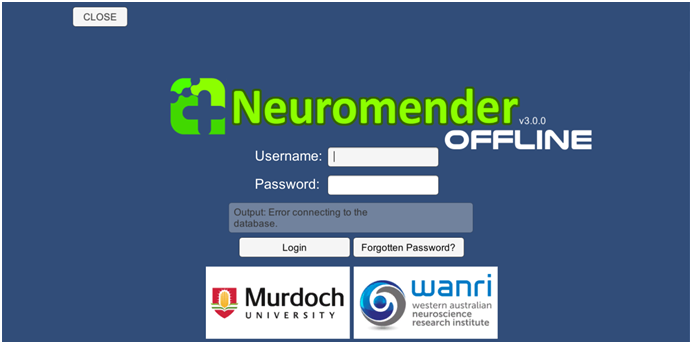 CLOSE
Neuromender v3.0.0
OFFLINE
Username:
Password:
Output: Error connecting to the
database.
Login
Forgotten Password?
Murdoch
UNIVERSITY
wanri
western australian
neuroscience
research institute